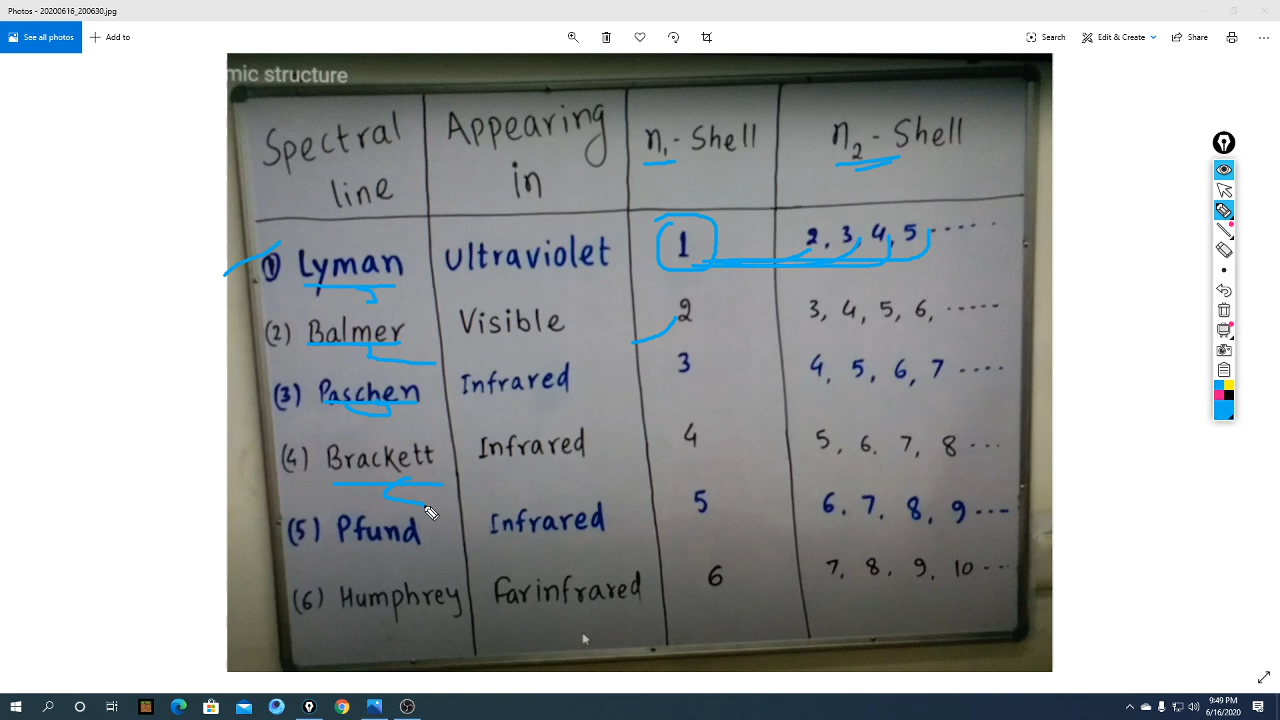 Photos - 20200616_200630.jpg
See all photos
Add to
Search
Edit & Create
Share
mic structure
Spectral line
Appearing in
n₁ - Shell
n₂ - Shell
(1) Lyman Ultraviolet 1 2, 3, 4, 5 .....
(2) Balmer Visible 2 3, 4, 5, 6, .....
(3) Paschen Infrared 3 4, 5, 6, 7 ....
(4) Brackett Infrared 4 5, 6. 7, 8 ...
(5) Pfund Infrared 5 6. 7. 8, 9 ...
(6) Humphrey Far infrared 6 7, 8, 9, 10 ...
9:49 PM
6/16/2020